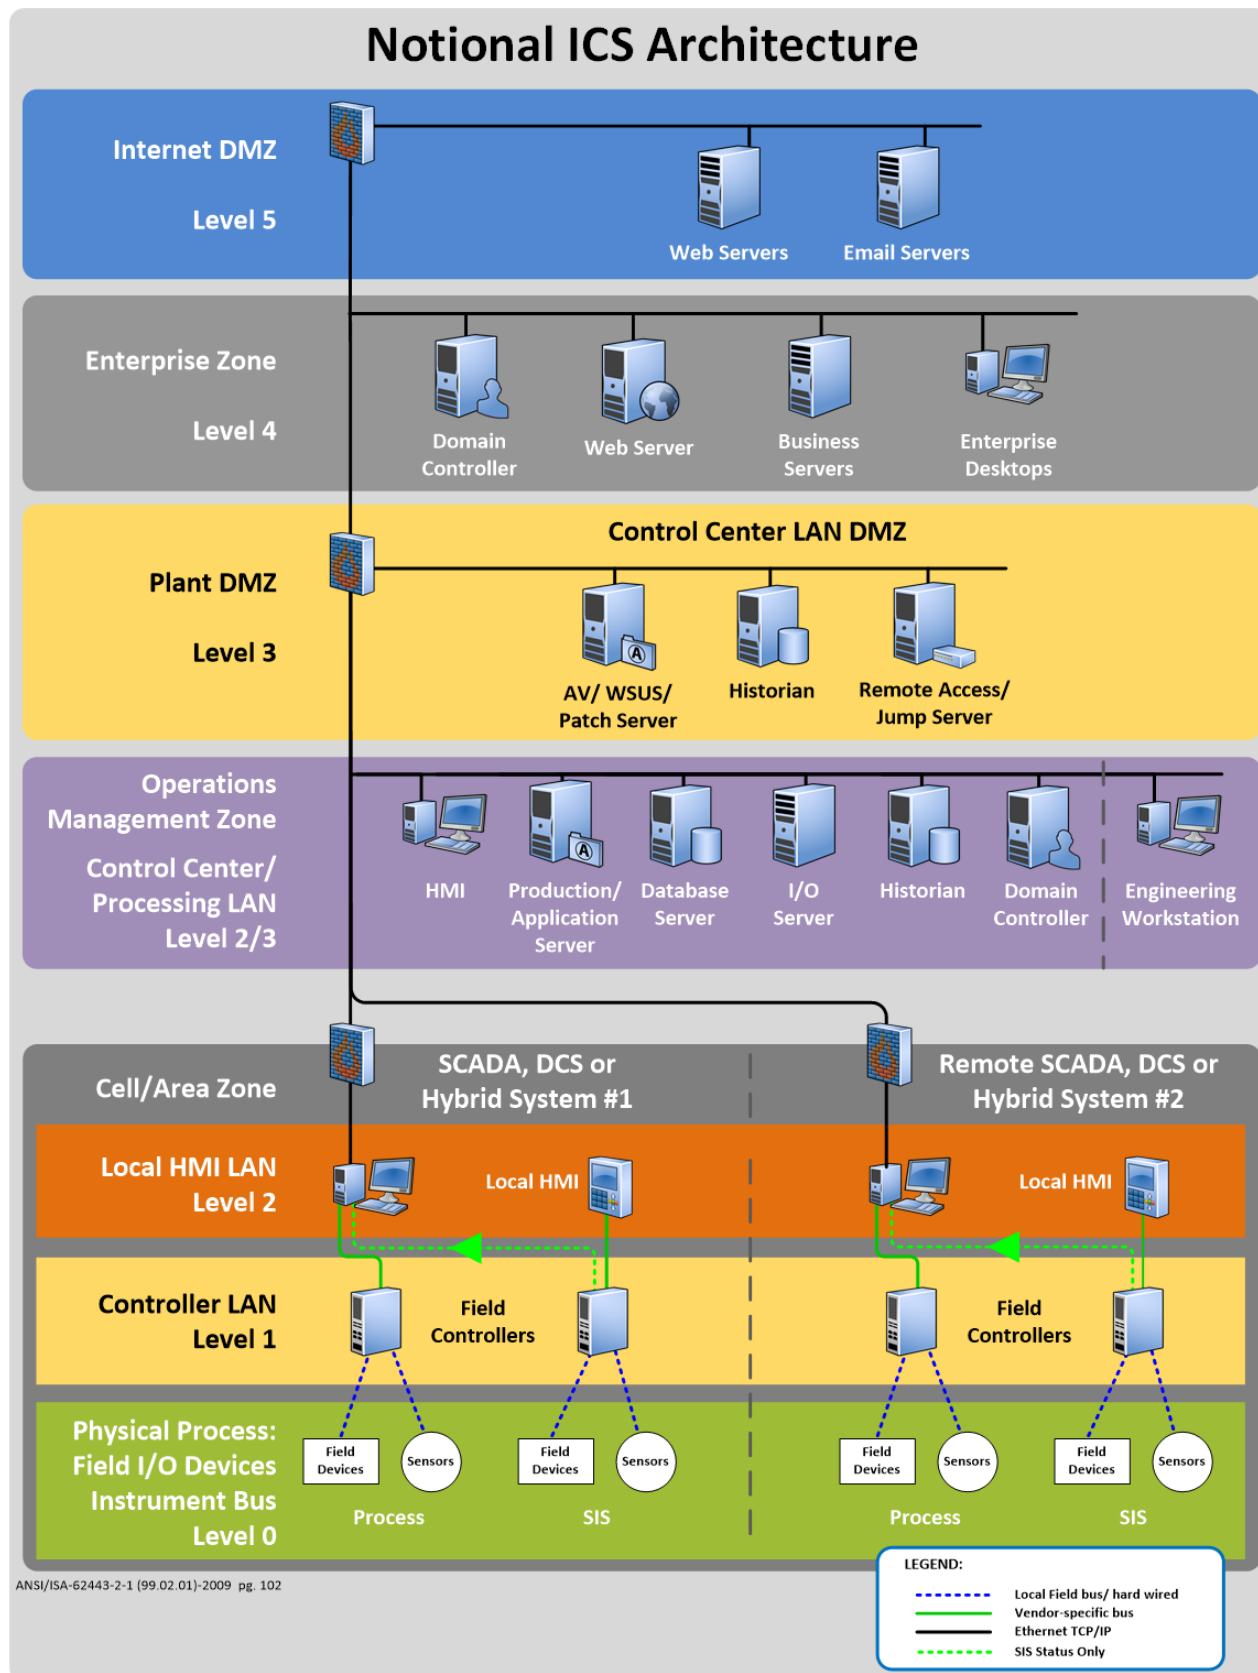 Notional ICS Architecture
Internet DMZ
Level 5
Web Servers
Email Servers
Enterprise Zone
Level 4
Domain
Controller
Web Server
Business
Servers
Enterprise
Desktops
Control Center LAN DMZ
Plant DMZ
Level 3
AV/ WSUS/
Patch Server
Historian
Remote Access/
Jump Server
Operations
Management Zone
Control Center/
Processing LAN
Level 2/3
HMI
Production/
Application
Server
Database
Server
I/O
Server
Historian
Domain
Controller
Engineering
Workstation
Cell/Area Zone
SCADA, DCS or
Hybrid System #1
Remote SCADA, DCS or
Hybrid System #2
Local HMI LAN
Level 2
Local HMI
Local HMI
Controller LAN
Level 1
Field
Controllers
Field
Controllers
Physical Process:
Field I/O Devices
Instrument Bus
Level 0
Field
Devices
Sensors
Process
Field
Devices
Sensors
SIS
Field
Devices
Sensors
Process
Field
Devices
Sensors
SIS
ANSI/ISA-62443-2-1 (99.02.01)-2009 pg. 102
LEGEND:
Local Field bus/ hard wired
Vendor-specific bus
Ethernet TCP/IP
SIS Status Only
A
A